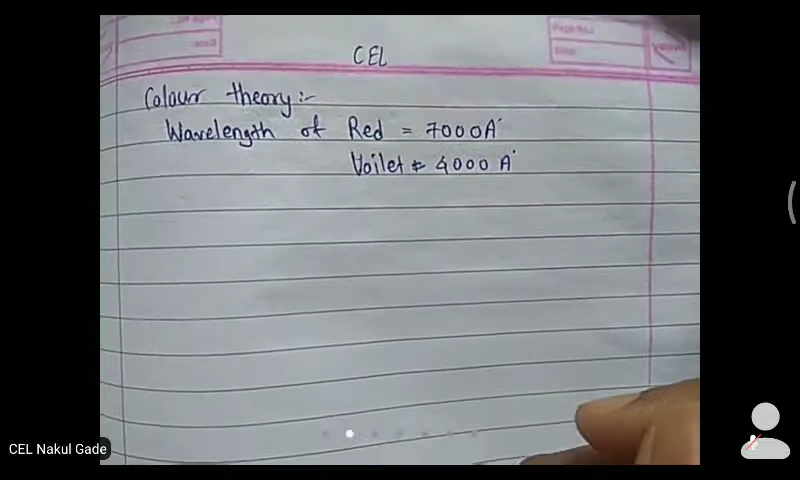 CEL
Colour theory:-
Wavelength of Red = 7000A°
Voilet = 4000 A°
CEL Nakul Gade